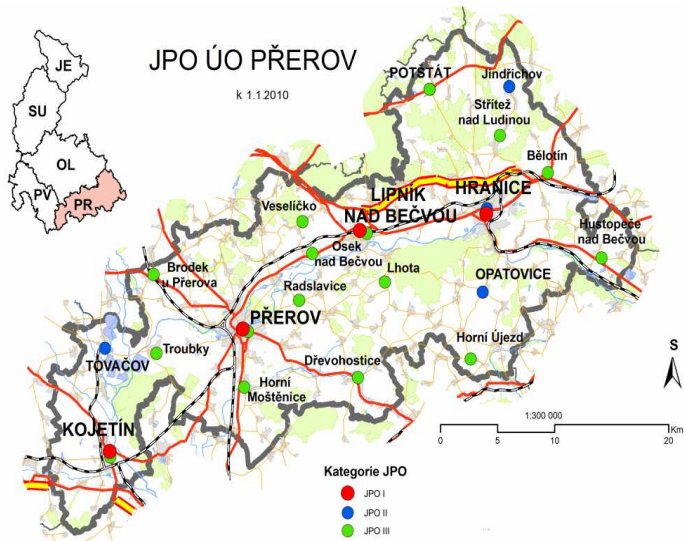 JPO ÚO PŘEROV
k 1.1.2010
JE
SU
OL
PV
PR
POTŠTÁT
Jindřichov
Střítež
nad Ludinou
Bělotín
HRANICE
LIPNÍK
NAD BEČVOU
Veselíčko
Hustopeče
nad Bečvou
Osek
nad Bečvou
Brodek
u Přerova
Lhota
OPATOVICE
Radslavice
PŘEROV
TOVAČOV
Troubky
Horní Újezd
Dřevohostice
Horní
Moštěnice
KOJETÍN
S
1:300 000
Km
0 5 10 20
Kategorie JPO
JPO I
JPO II
JPO III